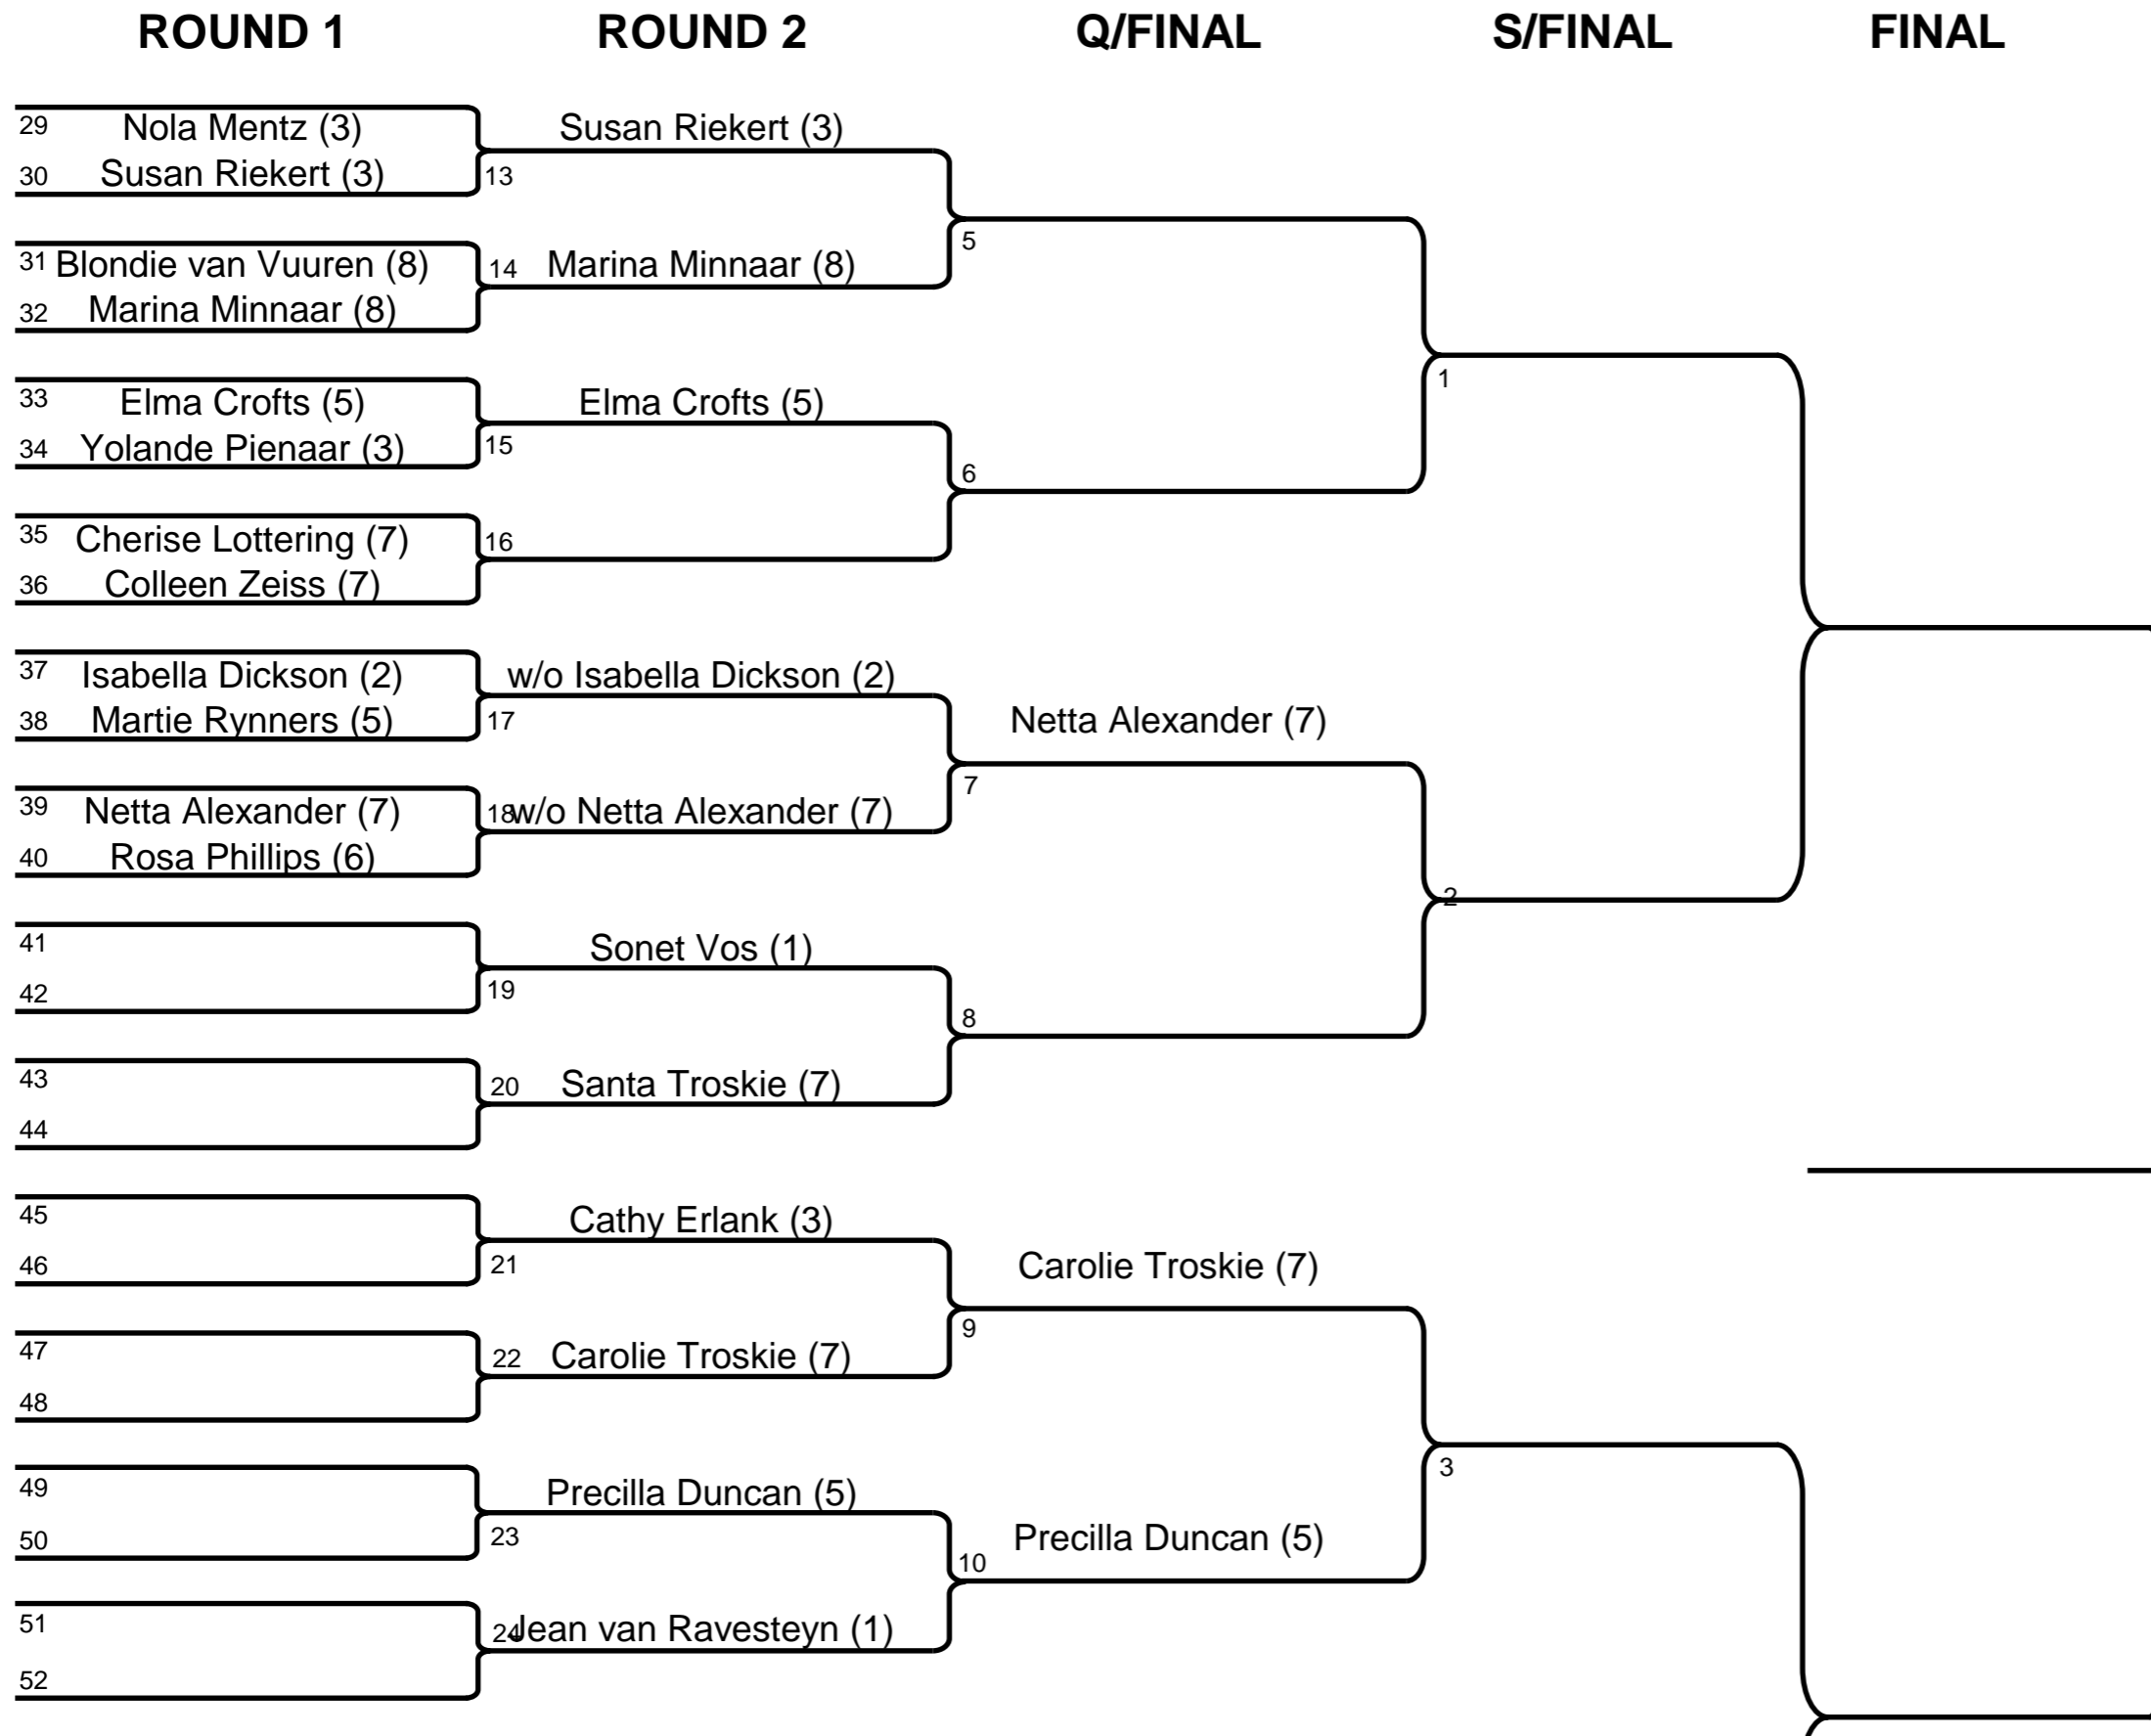 ROUND 1 ROUND 2 Q/FINAL S/FINAL FINAL
29 Nola Mentz (3) Susan Riekert (3)
30 Susan Riekert (3) 13
5
31 Blondie van Vuuren (8) 14 Marina Minnaar (8)
32 Marina Minnaar (8)
1
33 Elma Crofts (5) Elma Crofts (5)
34 Yolande Pienaar (3) 15
6
35 Cherise Lottering (7) 16
36 Colleen Zeiss (7)
37 Isabella Dickson (2) w/o Isabella Dickson (2)
38 Martie Rynners (5) 17 Netta Alexander (7)
7
39 Netta Alexander (7) 18 w/o Netta Alexander (7)
40 Rosa Phillips (6)
2
41 Sonet Vos (1)
42 19
8
43 20 Santa Troskie (7)
44
45 Cathy Erlank (3)
46 21 Carolie Troskie (7)
9
47 22 Carolie Troskie (7)
48
3
49 Precilla Duncan (5)
50 23 Precilla Duncan (5)
10
51 24 Jean van Ravesteyn (1)
52